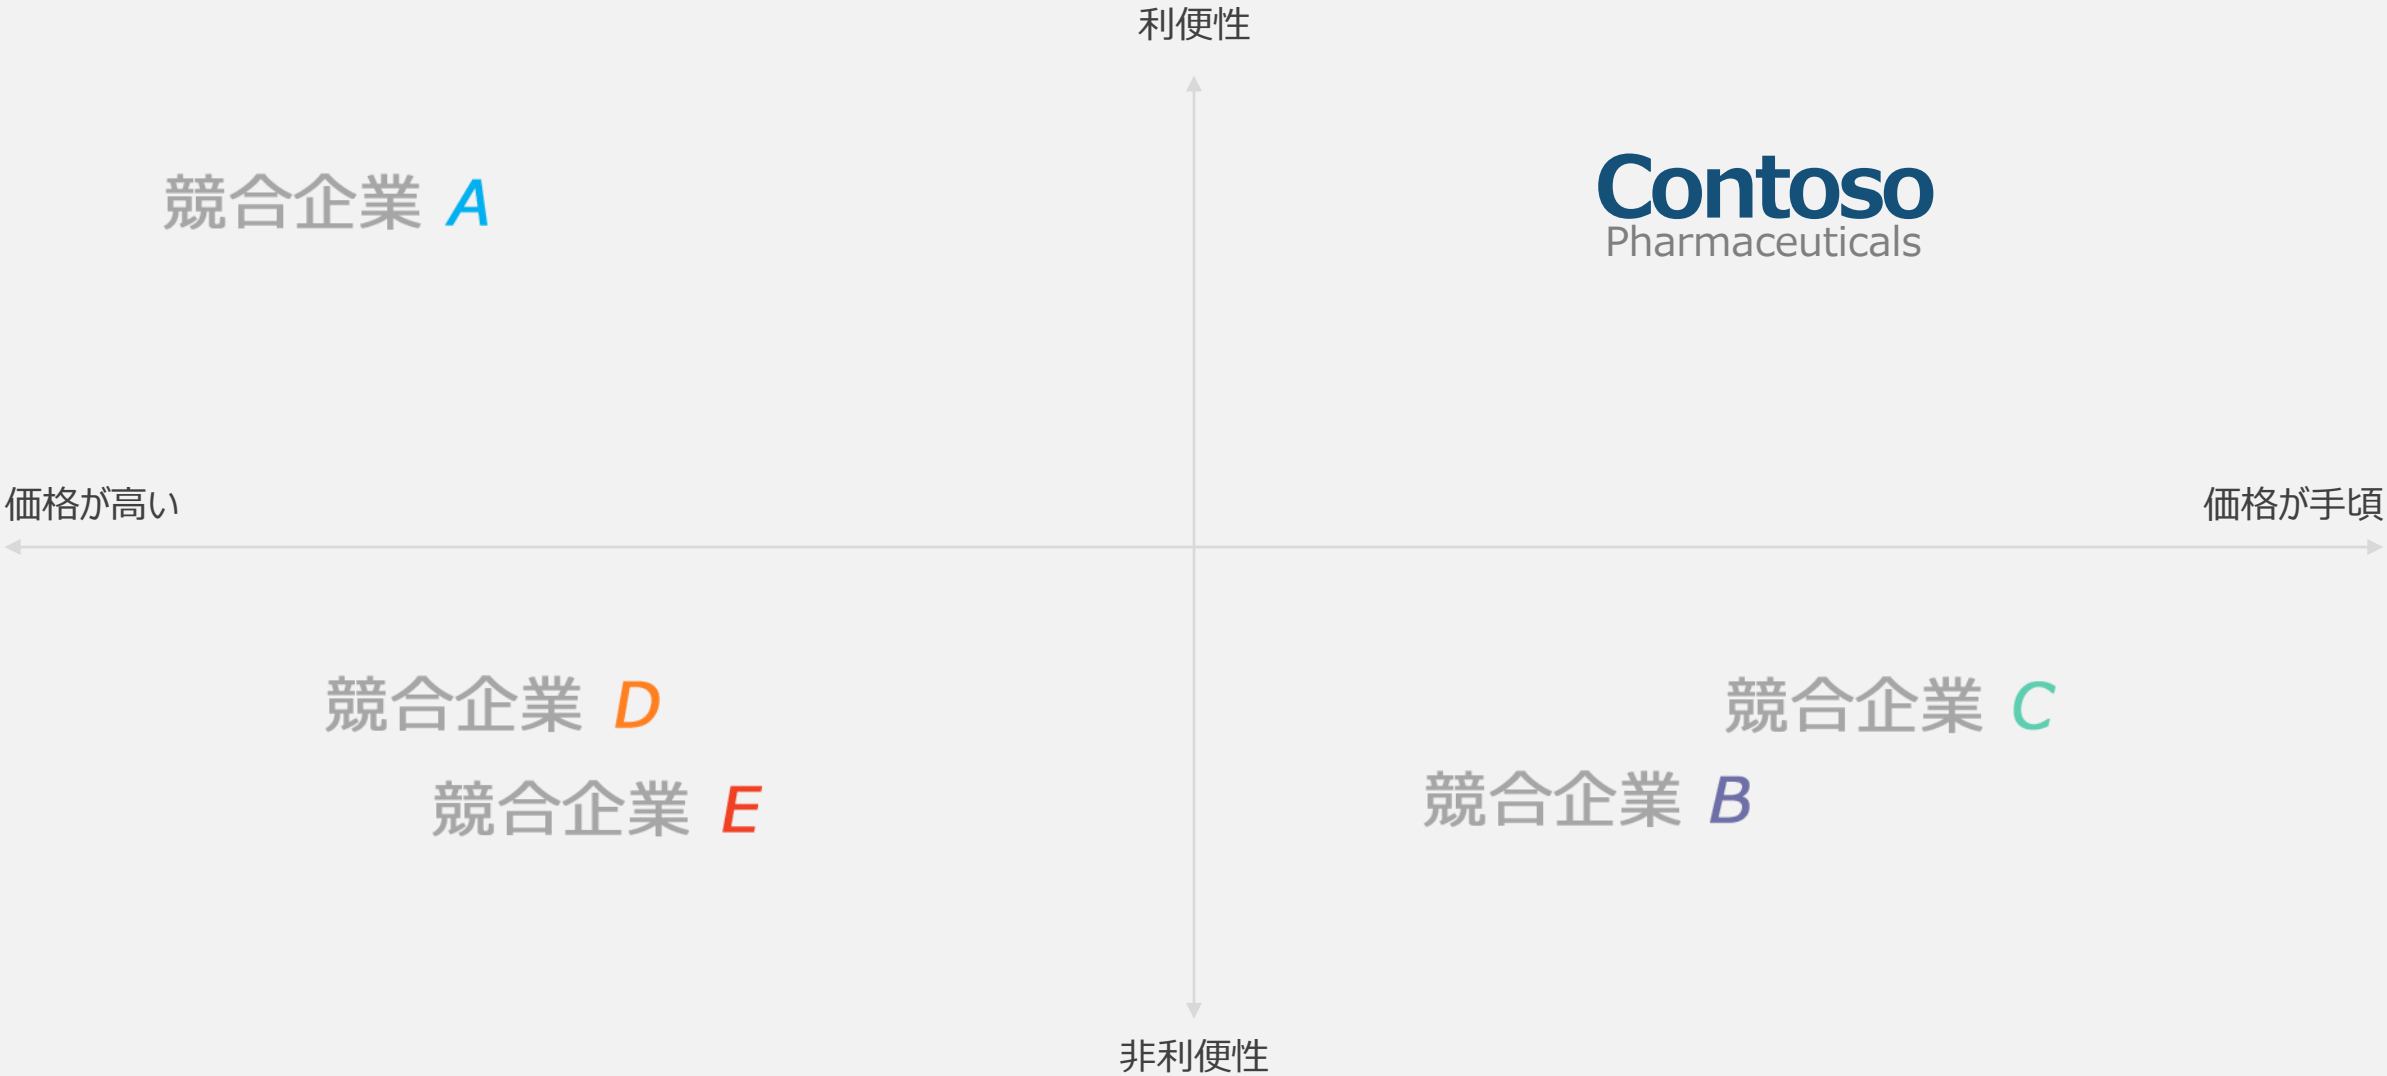 利便性
競合企業 A
Contoso
Pharmaceuticals
価格が高い
価格が手頃
競合企業 D
競合企業 C
競合企業 E
競合企業 B
非利便性